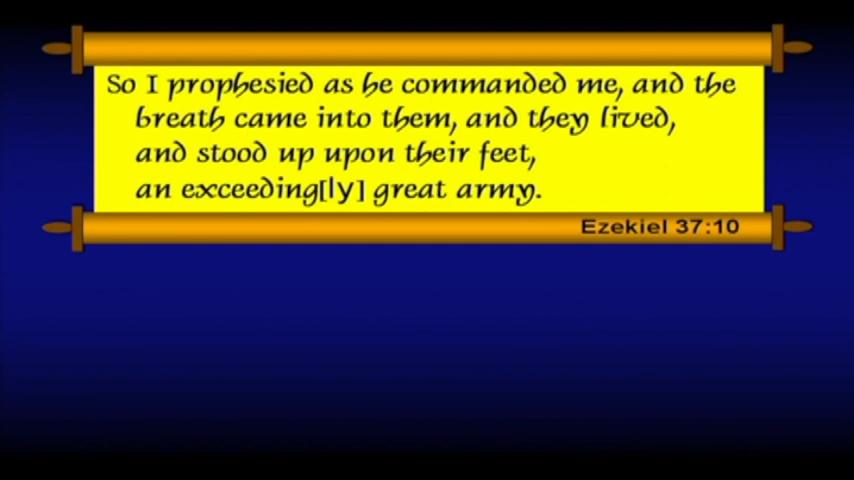 So I prophesied as he commanded me, and the
breath came into them, and they lived,
and stood up upon their feet,
an exceeding[ly] great army.
Ezekiel 37:10